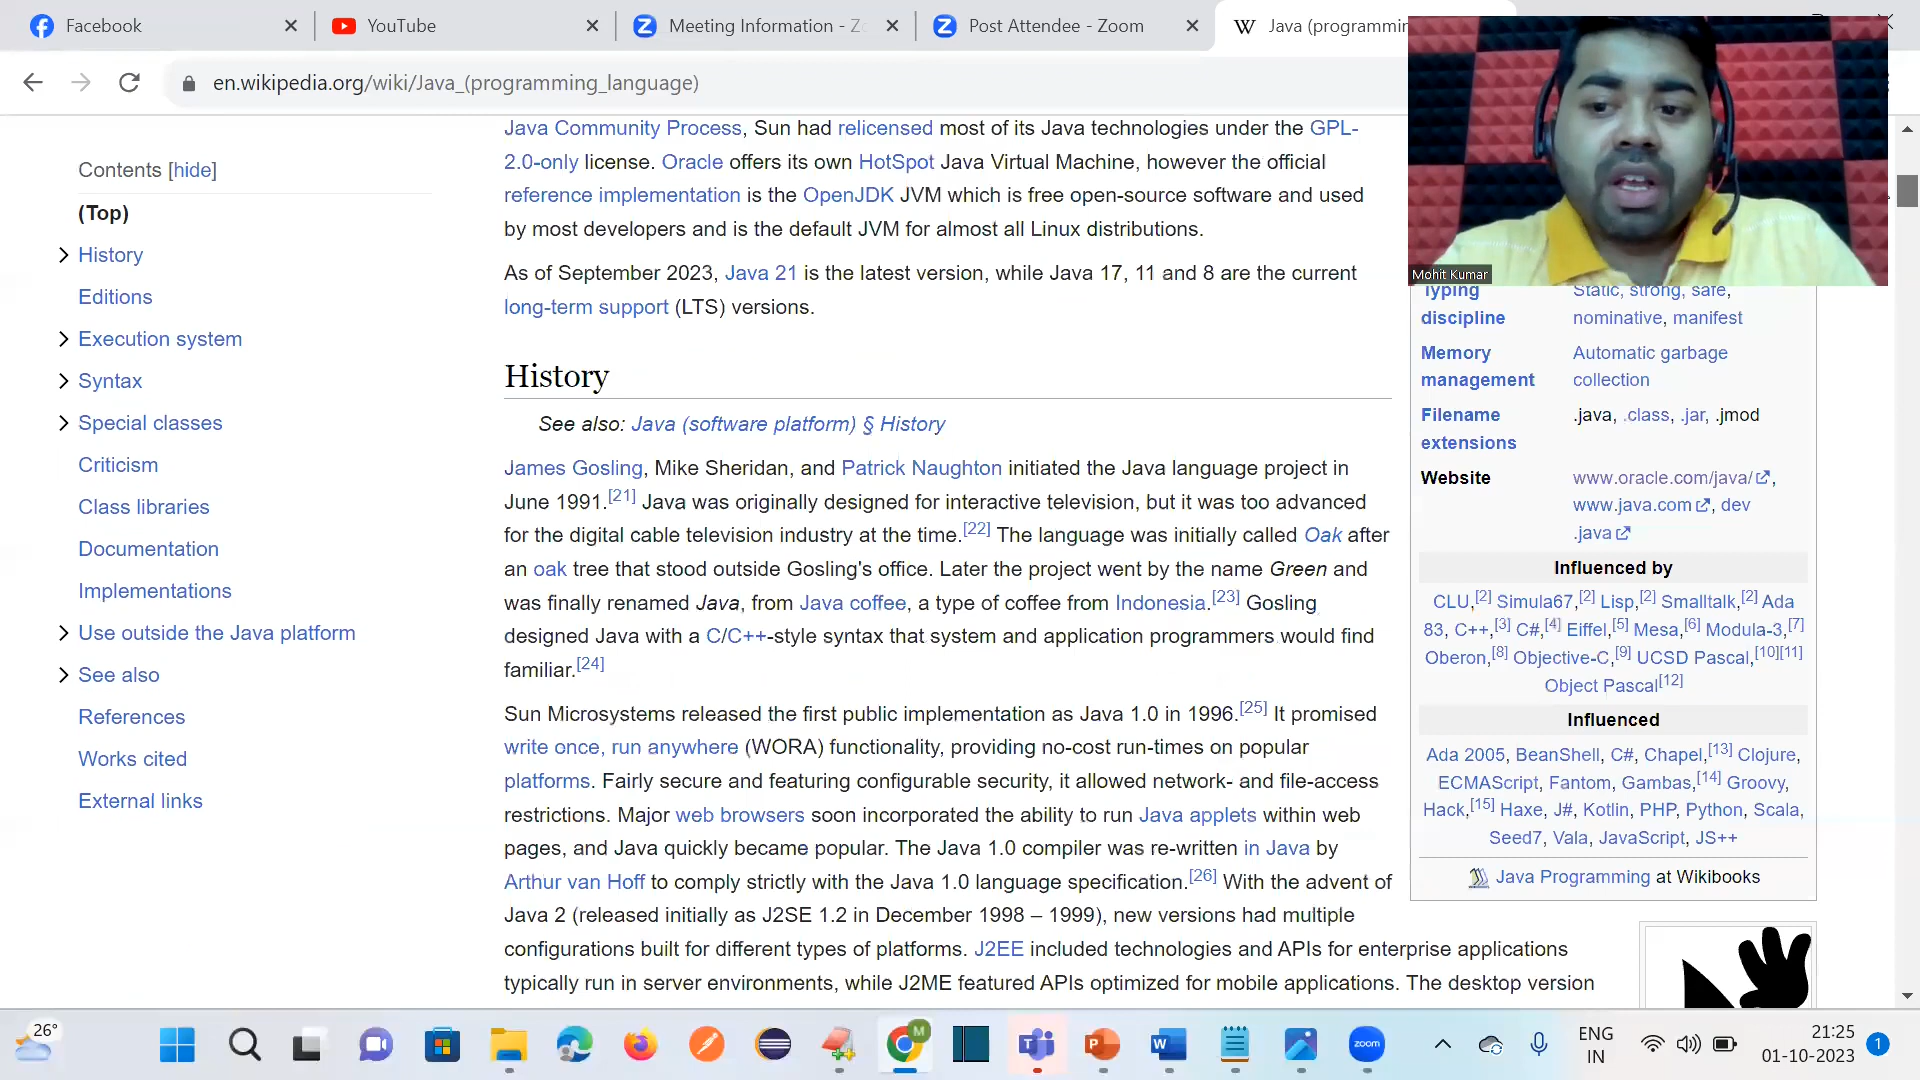 Facebook
YouTube
Meeting Information - Zo
Post Attendee - Zoom
Java (programmin
en.wikipedia.org/wiki/Java_(programming_language)
Mohit Kumar
Contents [hide]
(Top)
History
Editions
Execution system
Syntax
Special classes
Criticism
Class libraries
Documentation
Implementations
Use outside the Java platform
See also
References
Works cited
External links
Java Community Process, Sun had relicensed most of its Java technologies under the GPL-
2.0-only license. Oracle offers its own HotSpot Java Virtual Machine, however the official
reference implementation is the OpenJDK JVM which is free open-source software and used
by most developers and is the default JVM for almost all Linux distributions.
As of September 2023, Java 21 is the latest version, while Java 17, 11 and 8 are the current
long-term support (LTS) versions.
History
See also: Java (software platform) § History
James Gosling, Mike Sheridan, and Patrick Naughton initiated the Java language project in
June 1991.[21] Java was originally designed for interactive television, but it was too advanced
for the digital cable television industry at the time.[22] The language was initially called Oak after
an oak tree that stood outside Gosling's office. Later the project went by the name Green and
was finally renamed Java, from Java coffee, a type of coffee from Indonesia.[23] Gosling
designed Java with a C/C++-style syntax that system and application programmers would find
familiar.[24]
Sun Microsystems released the first public implementation as Java 1.0 in 1996.[25] It promised
write once, run anywhere (WORA) functionality, providing no-cost run-times on popular
platforms. Fairly secure and featuring configurable security, it allowed network- and file-access
restrictions. Major web browsers soon incorporated the ability to run Java applets within web
pages, and Java quickly became popular. The Java 1.0 compiler was re-written in Java by
Arthur van Hoff to comply strictly with the Java 1.0 language specification.[26] With the advent of
Java 2 (released initially as J2SE 1.2 in December 1998 – 1999), new versions had multiple
configurations built for different types of platforms. J2EE included technologies and APIs for enterprise applications
typically run in server environments, while J2ME featured APIs optimized for mobile applications. The desktop version
Typing discipline
Static, strong, safe,
nominative, manifest
Memory management
Automatic garbage
collection
Filename extensions
.java, .class, .jar, .jmod
Website
www.oracle.com/java/,
www.java.com, dev
.java
Influenced by
CLU,[2] Simula67,[2] Lisp,[2] Smalltalk,[2] Ada
83, C++,[3] C#,[4] Eiffel,[5] Mesa,[6] Modula-3,[7]
Oberon,[8] Objective-C,[9] UCSD Pascal,[10][11]
Object Pascal[12]
Influenced
Ada 2005, BeanShell, C#, Chapel,[13] Clojure,
ECMAScript, Fantom, Gambas,[14] Groovy,
Hack,[15] Haxe, J#, Kotlin, PHP, Python, Scala,
Seed7, Vala, JavaScript, JS++
Java Programming at Wikibooks
26°
M
T
P
W
zoom
ENG
IN
21:25
01-10-2023
1